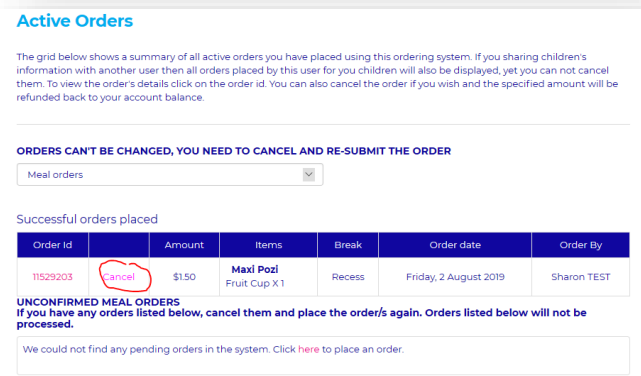 Active Orders
The grid below shows a summary of all active orders you have placed using this ordering system. If you sharing children's
information with another user then all orders placed by this user for you children will also be displayed, yet you can not cancel
them. To view the order's details click on the order id. You can also cancel the order if you wish and the specified amount will be
refunded back to your account balance.
ORDERS CAN'T BE CHANGED, YOU NEED TO CANCEL AND RE-SUBMIT THE ORDER
Meal orders
Successful orders placed
Order Id Amount Items Break Order date Order By
11529203 Cancel $1.50 Maxi Pozi Recess Friday, 2 August 2019 Sharon TEST
Fruit Cup X 1
UNCONFIRMED MEAL ORDERS
If you have any orders listed below, cancel them and place the order/s again. Orders listed below will not be
processed.
We could not find any pending orders in the system. Click here to place an order.